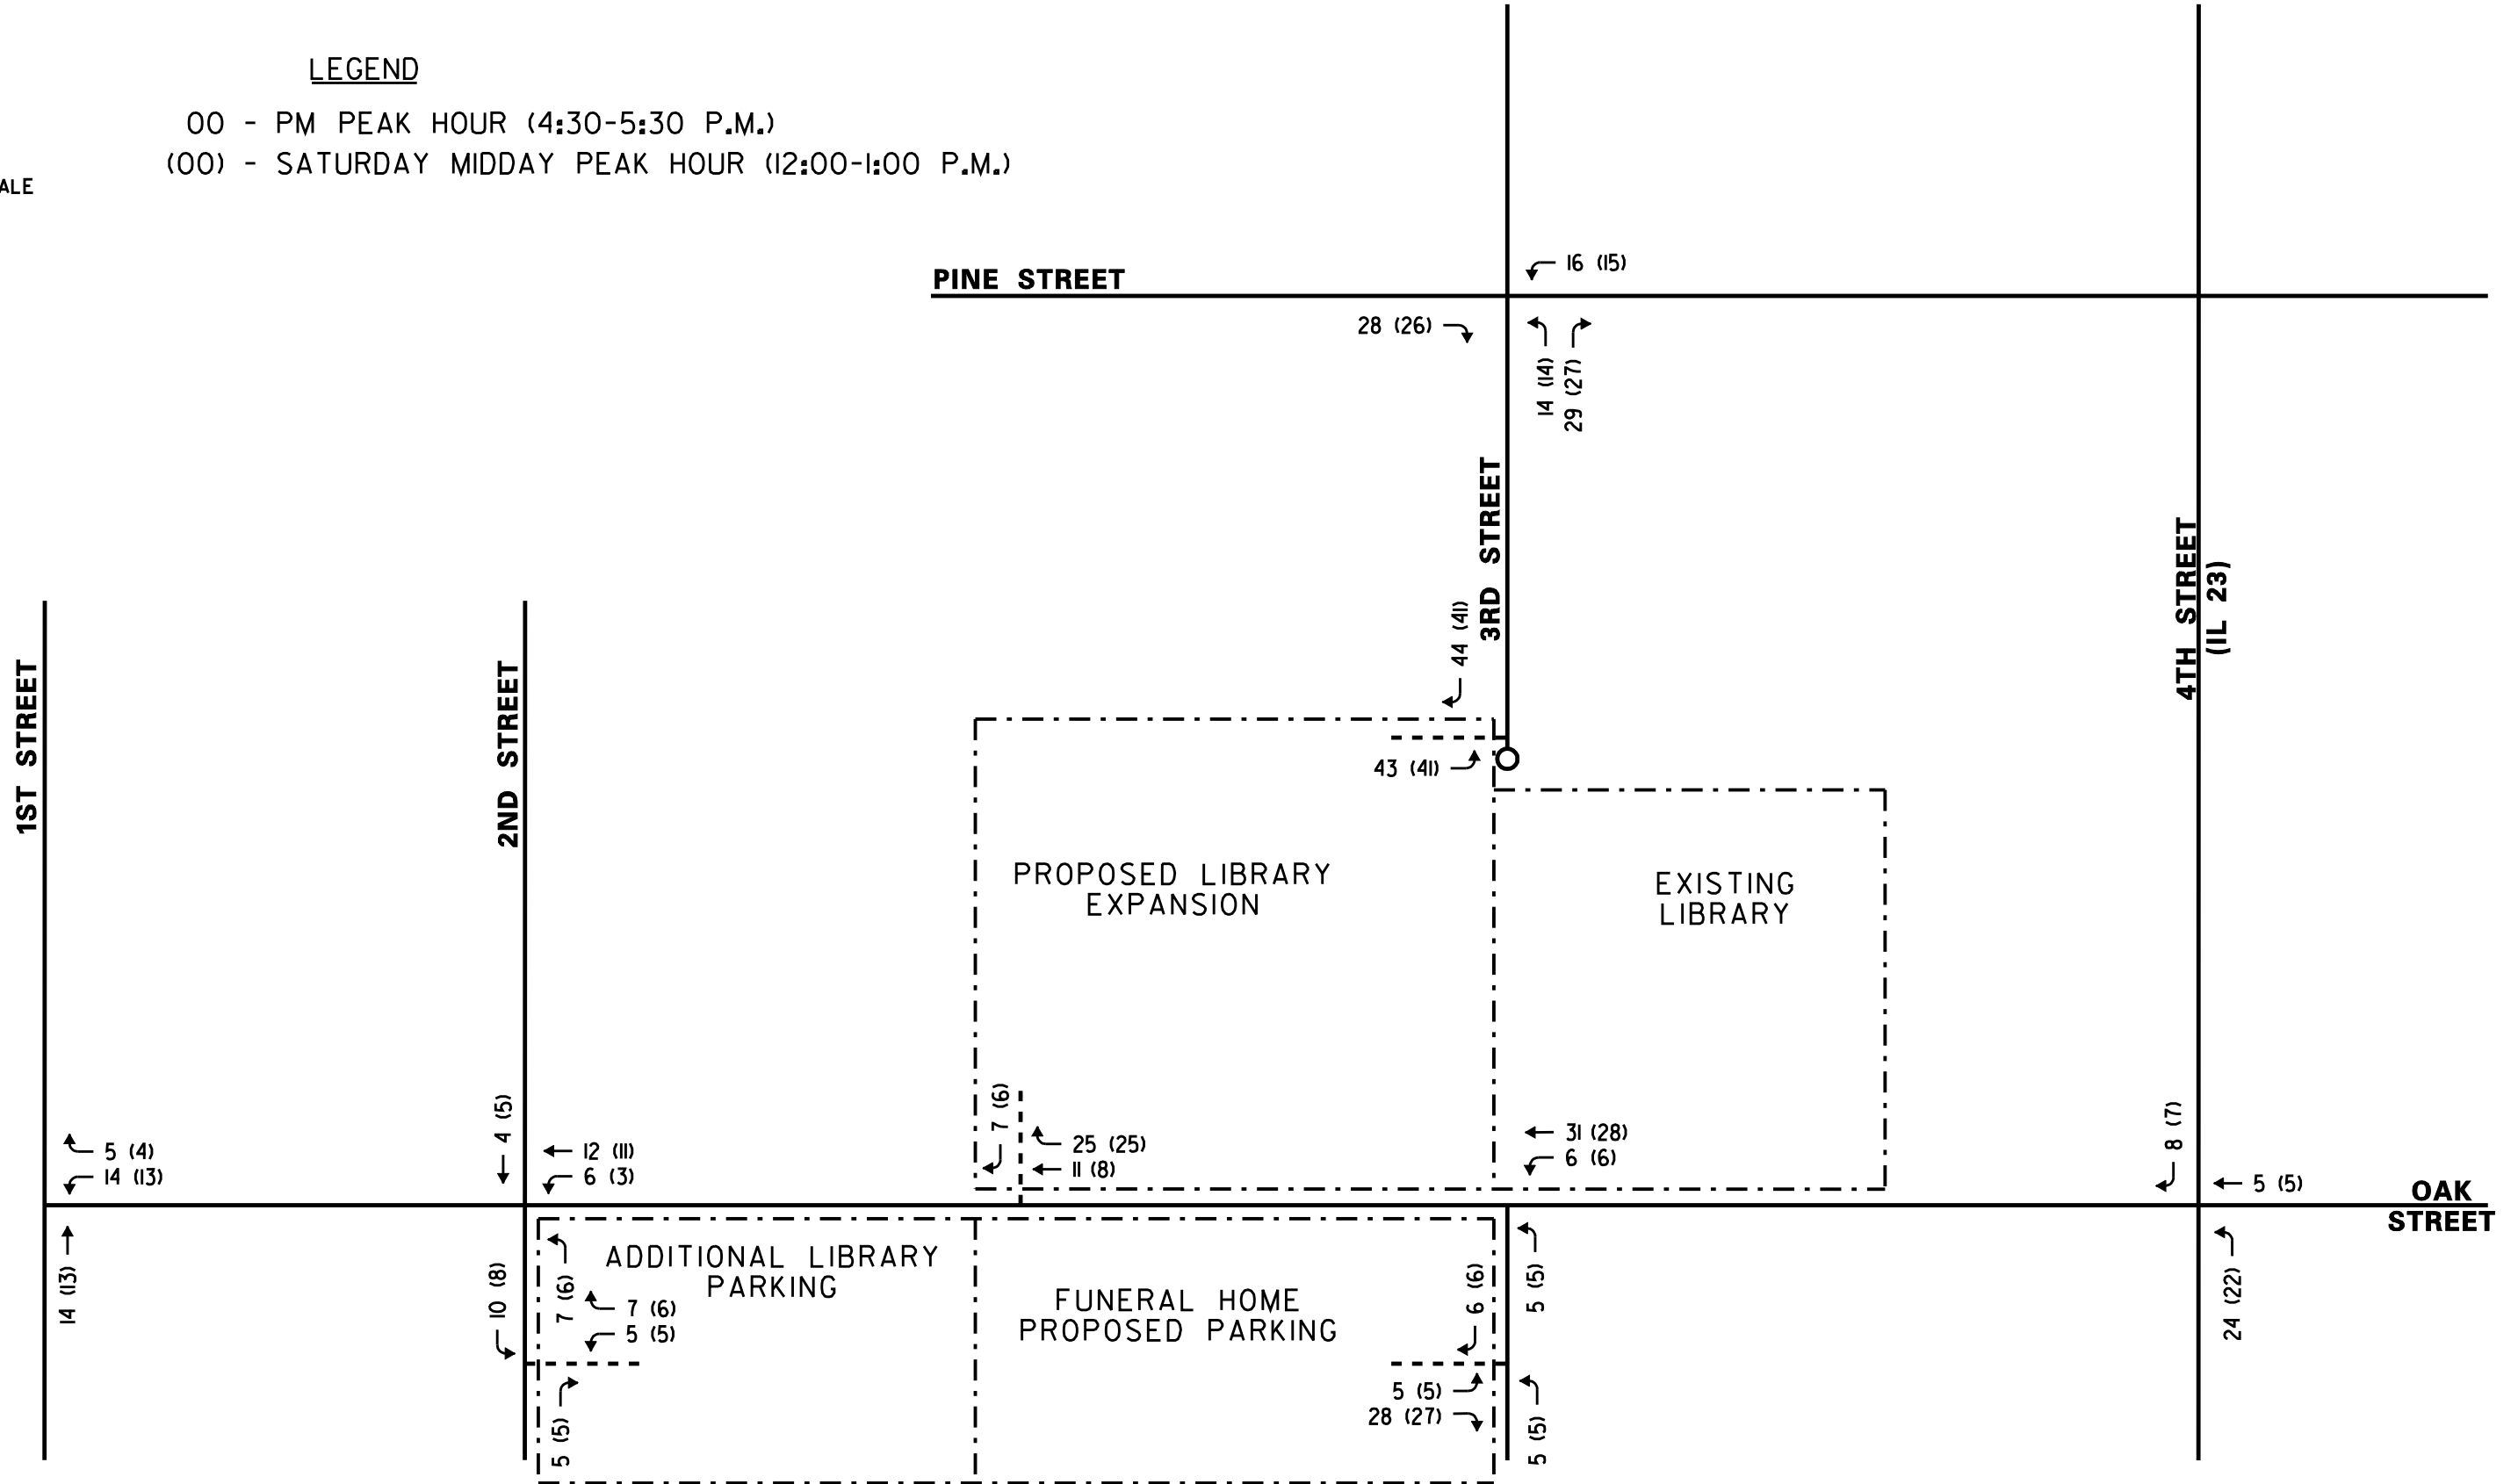 LEGEND
00 - PM PEAK HOUR (4:30-5:30 P.M.)
(00) - SATURDAY MIDDAY PEAK HOUR (12:00-1:00 P.M.)
ALE
16 (15)
PINE STREET
28 (26)
14 (14)
29 (27)
3RD STREET
44 (41)
4TH STREET
(IL 23)
1ST STREET
2ND STREET
43 (41)
PROPOSED LIBRARY
EXPANSION
EXISTING
LIBRARY
5 (4)
14 (13)
4 (5)
12 (11)
6 (3)
7 (6)
25 (25)
11 (8)
31 (28)
6 (6)
8 (7)
5 (5)
OAK
STREET
14 (13)
10 (8)
7 (6)
ADDITIONAL LIBRARY
PARKING
7 (6)
5 (5)
5 (5)
FUNERAL HOME
PROPOSED PARKING
6 (6)
5 (5)
5 (5)
28 (27)
5 (5)
24 (22)